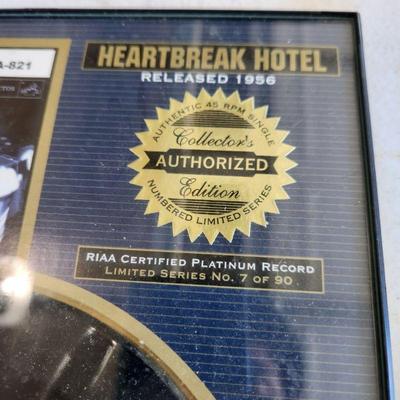 A-821
HEARTBREAK HOTEL
RELEASED 1956
AUTHENTIC 45 RPM SINGLE
Collector's
AUTHORIZED
Edition
NUMBERED LIMITED SERIES
RIAA CERTIFIED PLATINUM RECORD
LIMITED SERIES NO. 7 OF 90